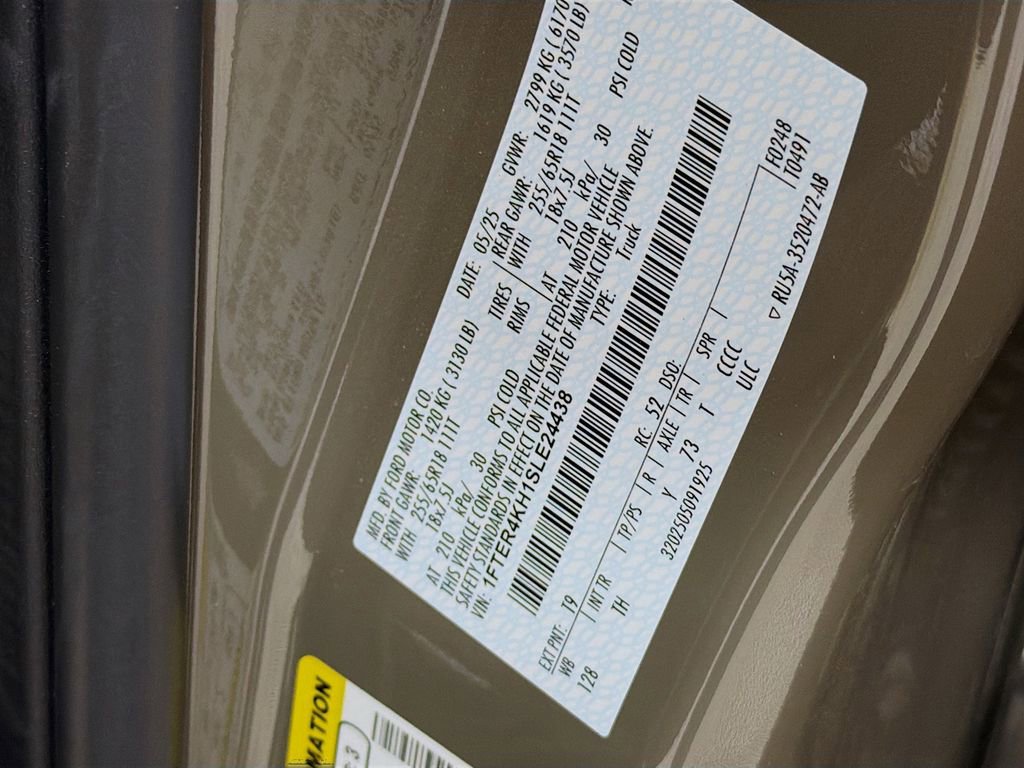 MFD. BY FORD MOTOR CO.
DATE: 05/25 GVWR: 2799 KG ( 6170
FRONT GAWR: 1420 KG ( 3130 LB) REAR GAWR: 1619 KG ( 3570 LB)
WITH 255/65R18 111T TIRES WITH 255/65R18 111T
18x7.5J RIMS 18x7.5J
AT 210 kPa/ 30 PSI COLD AT 210 kPa/ 30 PSI COLD
THIS VEHICLE CONFORMS TO ALL APPLICABLE FEDERAL MOTOR VEHICLE
SAFETY STANDARDS IN EFFECT ON THE DATE OF MANUFACTURE SHOWN ABOVE.
VIN: 1FTER4KH1SLE24438 TYPE: Truck
EXT PNT: T9 RC: 52 DSO: F0248
WB | INT TR | TP/PS | R | AXLE | TR | SPR | T0491
128 TH Y 73 T CCCC
32025050091925 ULC
▽ RU5A-3520472-AB
MATION